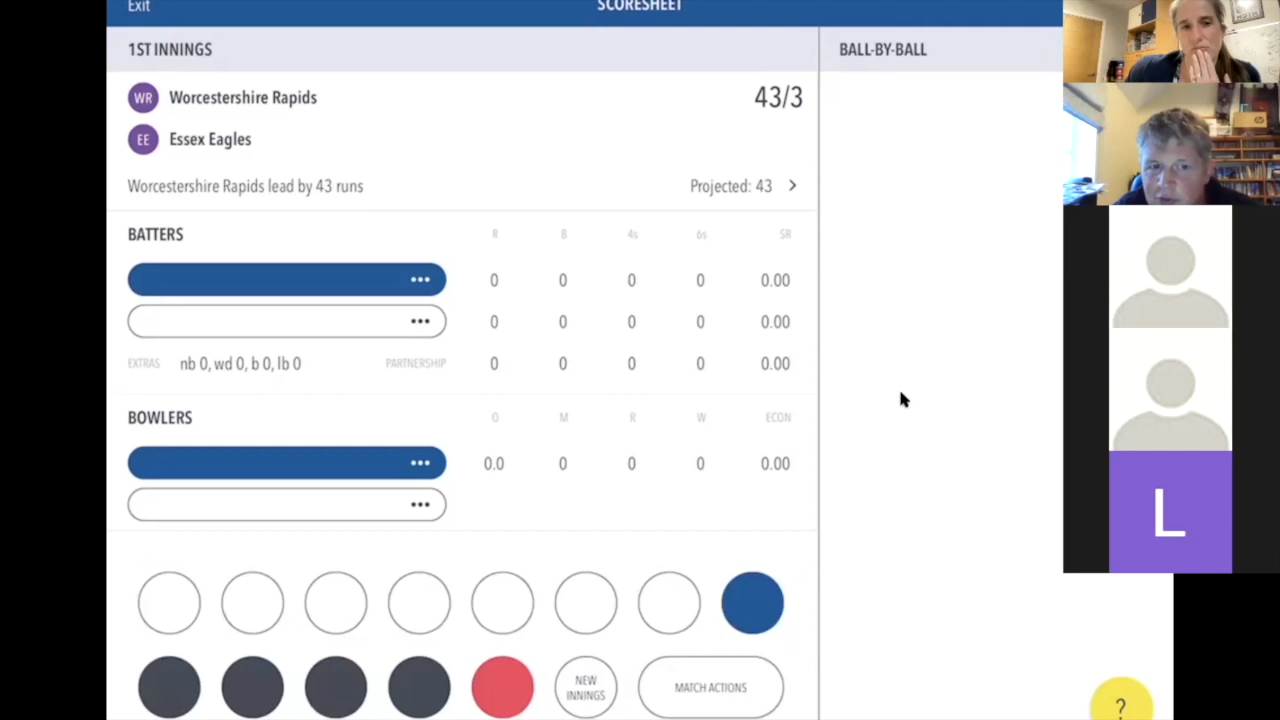 Exit
SCORESHEET
1ST INNINGS
BALL-BY-BALL
WR Worcestershire Rapids 43/3
EE Essex Eagles
Worcestershire Rapids lead by 43 runs Projected: 43 >
BATTERS R B 4s 6s SR
••• 0 0 0 0 0.00
••• 0 0 0 0 0.00
EXTRAS nb 0, wd 0, b 0, lb 0 PARTNERSHIP 0 0 0 0 0.00
BOWLERS O M R W ECON
••• 0.0 0 0 0 0.00
•••
NEW
INNINGS
MATCH ACTIONS
?
L